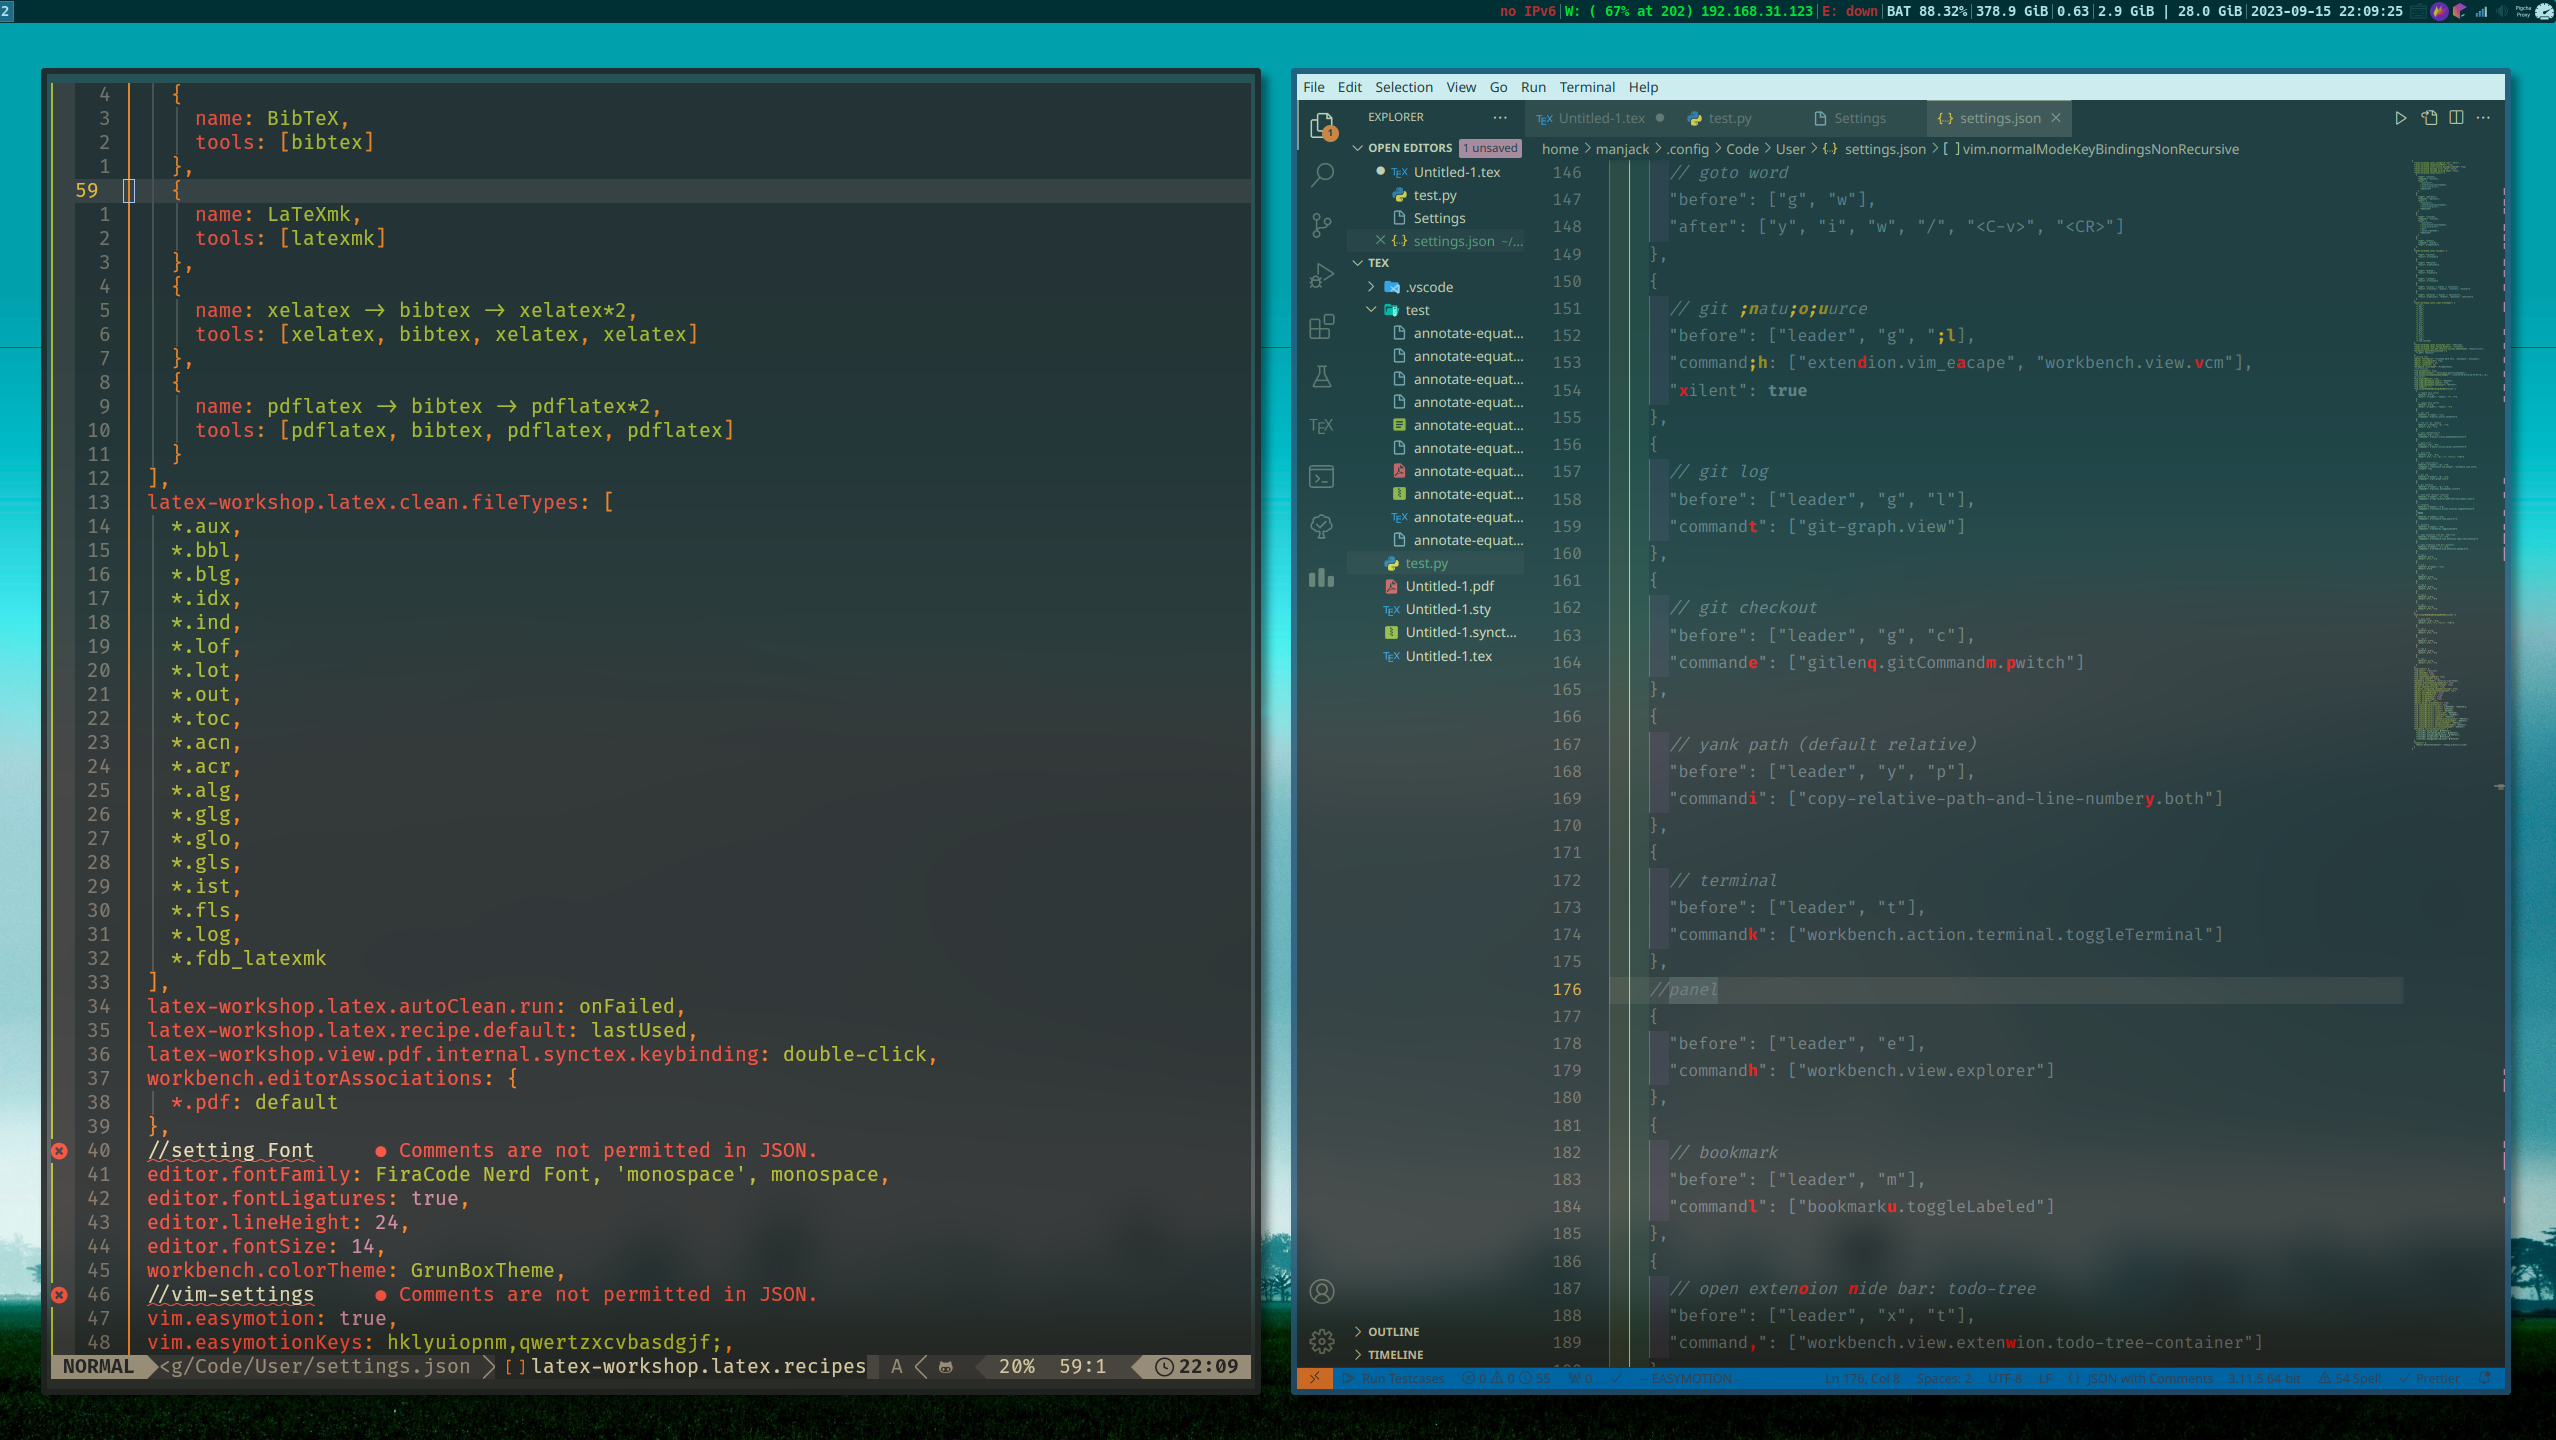 2
no IPv6|W: ( 67% at 202) 192.168.31.123|E: down|BAT 88.32%|378.9 GiB|0.63|2.9 GiB | 28.0 GiB|2023-09-15 22:09:25
4 {
3 name: BibTeX,
2 tools: [bibtex]
1 },
59 {
1 name: LaTeXmk,
2 tools: [latexmk]
3 },
4 {
5 name: xelatex -> bibtex -> xelatex*2,
6 tools: [xelatex, bibtex, xelatex, xelatex]
7 },
8 {
9 name: pdflatex -> bibtex -> pdflatex*2,
10 tools: [pdflatex, bibtex, pdflatex, pdflatex]
11 }
12 ],
13 latex-workshop.latex.clean.fileTypes: [
14 *.aux,
15 *.bbl,
16 *.blg,
17 *.idx,
18 *.ind,
19 *.lof,
20 *.lot,
21 *.out,
22 *.toc,
23 *.acn,
24 *.acr,
25 *.alg,
26 *.glg,
27 *.glo,
28 *.gls,
29 *.ist,
30 *.fls,
31 *.log,
32 *.fdb_latexmk
33 ],
34 latex-workshop.latex.autoClean.run: onFailed,
35 latex-workshop.latex.recipe.default: lastUsed,
36 latex-workshop.view.pdf.internal.synctex.keybinding: double-click,
37 workbench.editorAssociations: {
38 *.pdf: default
39 },
40 //setting Font ● Comments are not permitted in JSON.
41 editor.fontFamily: FiraCode Nerd Font, 'monospace', monospace,
42 editor.fontLigatures: true,
43 editor.lineHeight: 24,
44 editor.fontSize: 14,
45 workbench.colorTheme: GrunBoxTheme,
46 //vim-settings ● Comments are not permitted in JSON.
47 vim.easymotion: true,
48 vim.easymotionKeys: hklyuiopnm,qwertzxcvbasdgjf;,
NORMAL <g/Code/User/settings.json > []latex-workshop.latex.recipes A < 20% 59:1 22:09
File Edit Selection View Go Run Terminal Help
EXPLORER ...
OPEN EDITORS 1 unsaved
TEX Untitled-1.tex
test.py
Settings
× {..} settings.json ~/...
TEX
.vscode
test
annotate-equat...
annotate-equat...
annotate-equat...
annotate-equat...
annotate-equat...
annotate-equat...
annotate-equat...
annotate-equat...
TEX annotate-equat...
annotate-equat...
test.py
Untitled-1.pdf
TEX Untitled-1.sty
Untitled-1.synct...
TEX Untitled-1.tex
OUTLINE
TIMELINE
1
TEX
TEX Untitled-1.tex ● test.py Settings {..} settings.json ×
home > manjack > .config > Code > User > {..} settings.json > [ ] vim.normalModeKeyBindingsNonRecursive
146 // goto word
147 "before": ["g", "w"],
148 "after": ["y", "i", "w", "/", "<C-v>", "<CR>"]
149 },
150 {
151 // git ;natu;o;uurce
152 "before": ["leader", "g", ";l],
153 "command;h: ["extendion.vim_eacape", "workbench.view.vcm"],
154 "xilent": true
155 },
156 {
157 // git log
158 "before": ["leader", "g", "l"],
159 "commandt": ["git-graph.view"]
160 },
161 {
162 // git checkout
163 "before": ["leader", "g", "c"],
164 "commande": ["gitlenq.gitCommandm.pwitch"]
165 },
166 {
167 // yank path (default relative)
168 "before": ["leader", "y", "p"],
169 "commandi": ["copy-relative-path-and-line-numbery.both"]
170 },
171 {
172 // terminal
173 "before": ["leader", "t"],
174 "commandk": ["workbench.action.terminal.toggleTerminal"]
175 },
176 //panel
177 {
178 "before": ["leader", "e"],
179 "commandh": ["workbench.view.explorer"]
180 },
181 {
182 // bookmark
183 "before": ["leader", "m"],
184 "commandl": ["bookmarku.toggleLabeled"]
185 },
186 {
187 // open extenoion nide bar: todo-tree
188 "before": ["leader", "x", "t"],
189 "command,": ["workbench.view.extenwion.todo-tree-container"]
Run Testcases 0 0 55 0 -- EASYMOTION -- Ln 176, Col 8 Spaces: 2 UTF-8 LF {} JSON with Comments 3.11.5 64-bit 54 Spell Prettier